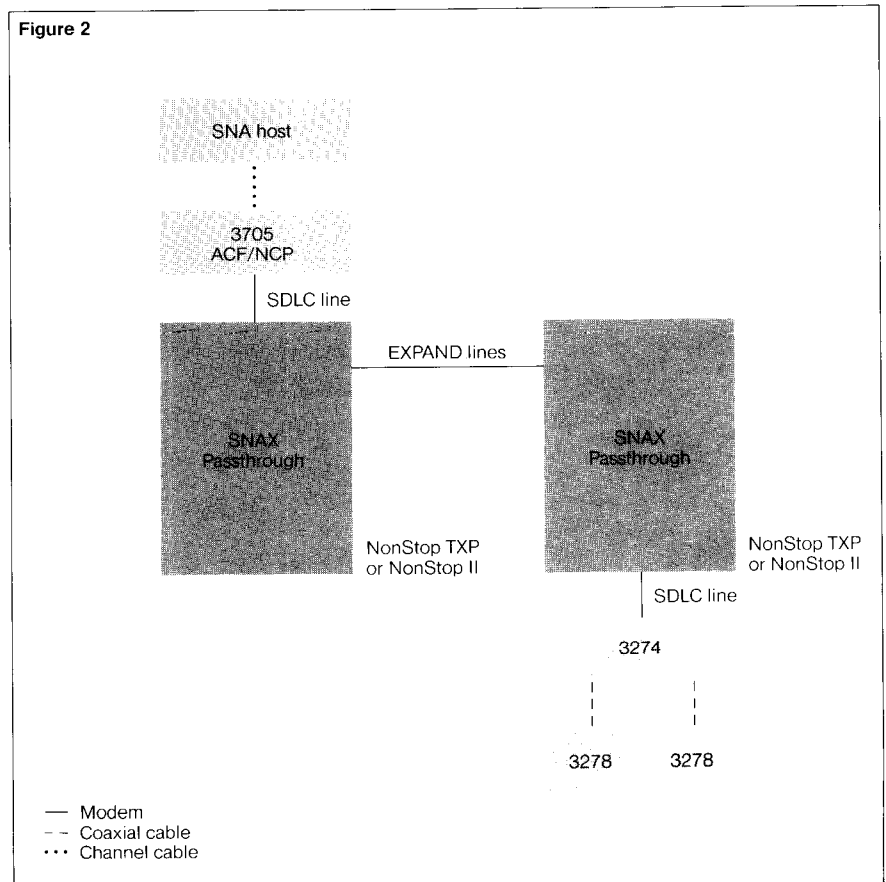 Figure 2
SNA host
3705
ACF/NCP
SDLC line
EXPAND lines
SNAX
Passthrough
SNAX
Passthrough
NonStop TXP
or NonStop II
NonStop TXP
or NonStop II
SDLC line
3274
3278 3278
— Modem
– – Coaxial cable
••• Channel cable